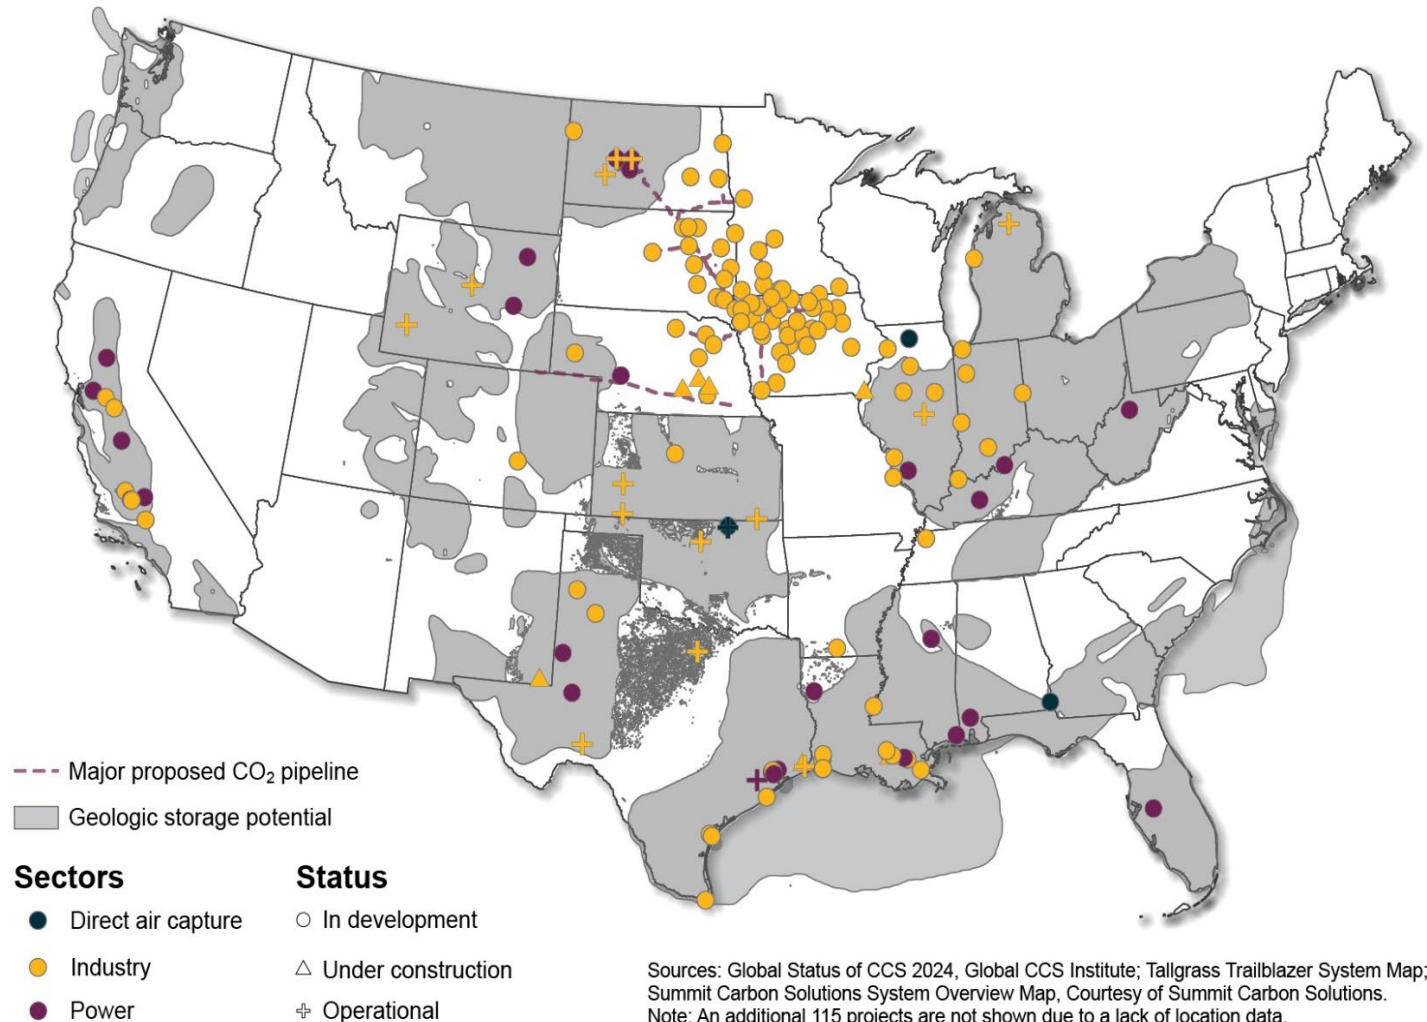 Major proposed CO₂ pipeline
Geologic storage potential
Sectors
Direct air capture
Industry
Power
Status
In development
Under construction
Operational
Sources: Global Status of CCS 2024, Global CCS Institute; Tallgrass Trailblazer System Map;
Summit Carbon Solutions System Overview Map, Courtesy of Summit Carbon Solutions.
Note: An additional 115 projects are not shown due to a lack of location data.